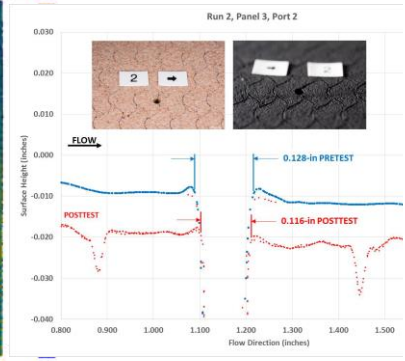 Run 2, Panel 3, Port 2
0.030
0.020
0.010
0.000
-0.010
-0.020
-0.030
-0.040
Surface Height (inches)
2
FLOW
0.128-in PRETEST
POSTTEST
0.116-in POSTTEST
0.800
0.900
1.000
1.100
1.200
1.300
1.400
1.500
Flow Direction (inches)